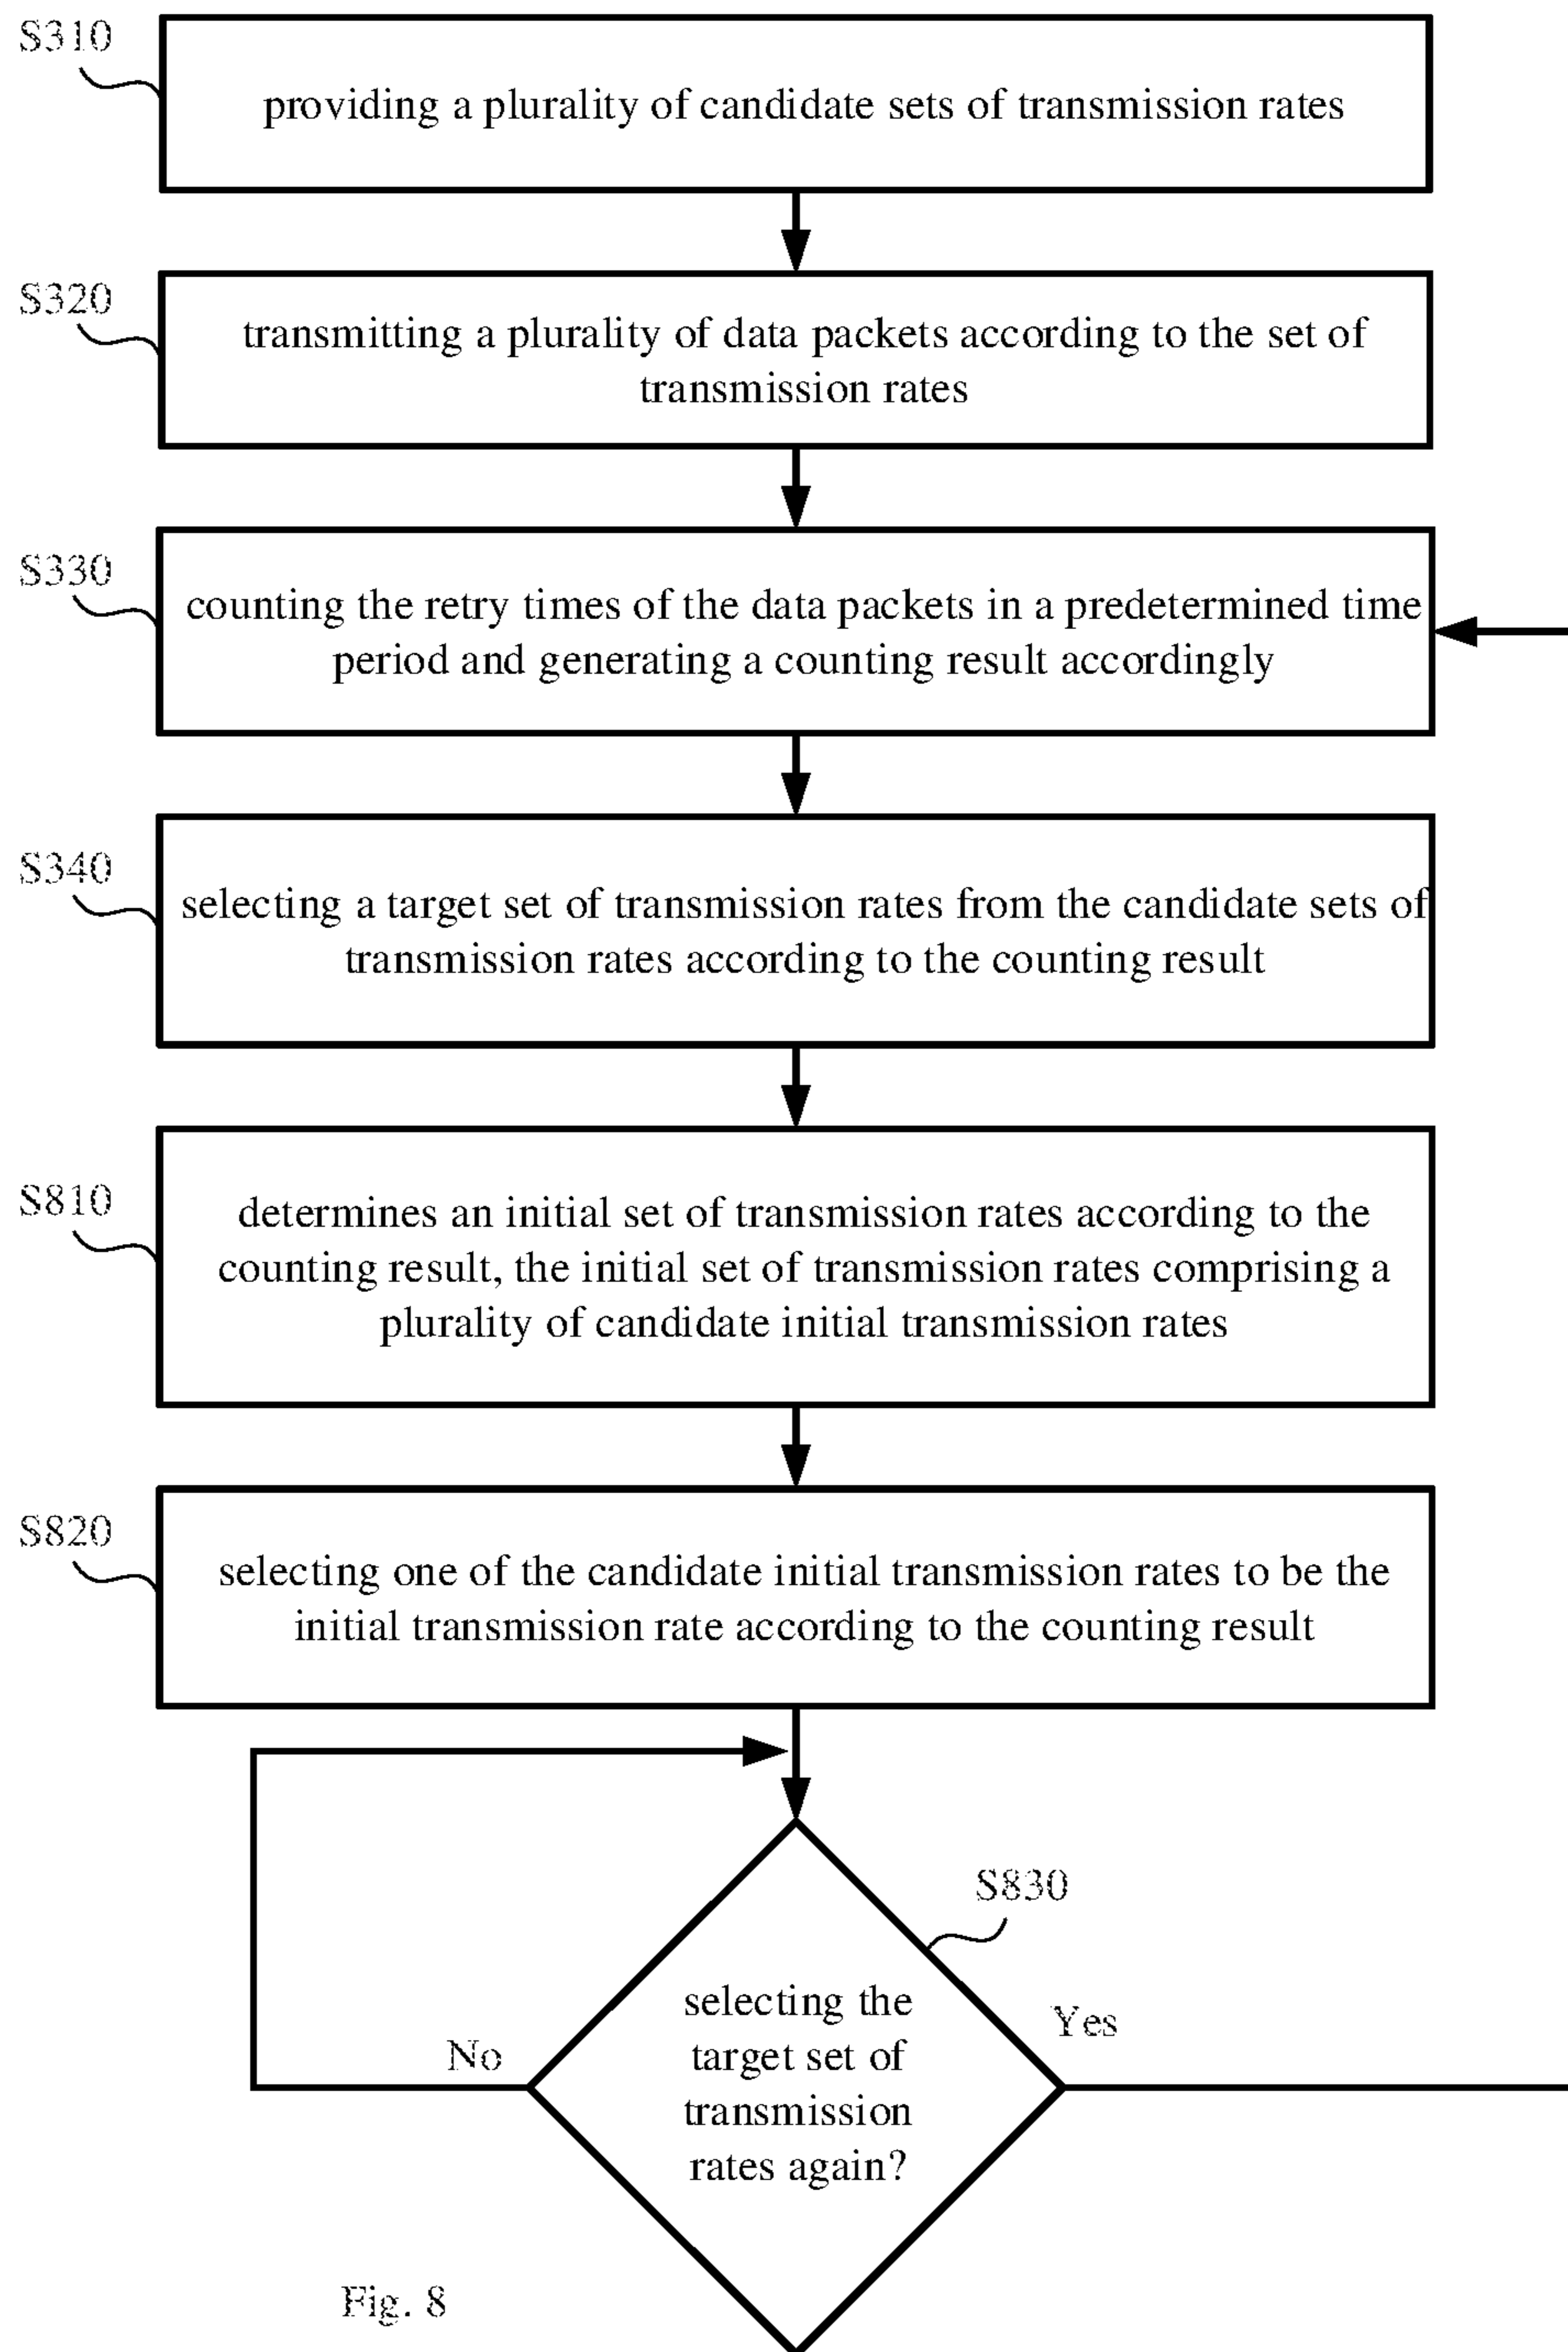 S310
providing a plurality of candidate sets of transmission rates
S320
transmitting a plurality of data packets according to the set of
transmission rates
S330
counting the retry times of the data packets in a predetermined time
period and generating a counting result accordingly
S340
selecting a target set of transmission rates from the candidate sets of
transmission rates according to the counting result
S810
determines an initial set of transmission rates according to the
counting result, the initial set of transmission rates comprising a
plurality of candidate initial transmission rates
S820
selecting one of the candidate initial transmission rates to be the
initial transmission rate according to the counting result
S830
selecting the
target set of
transmission
rates again?
No
Yes
Fig. 8